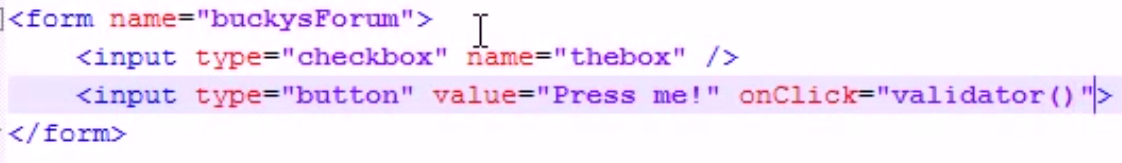 <form name="buckysForum">
<input type="checkbox" name="thebox" />
<input type="button" value="Press me!" onClick="validator()">
</form>